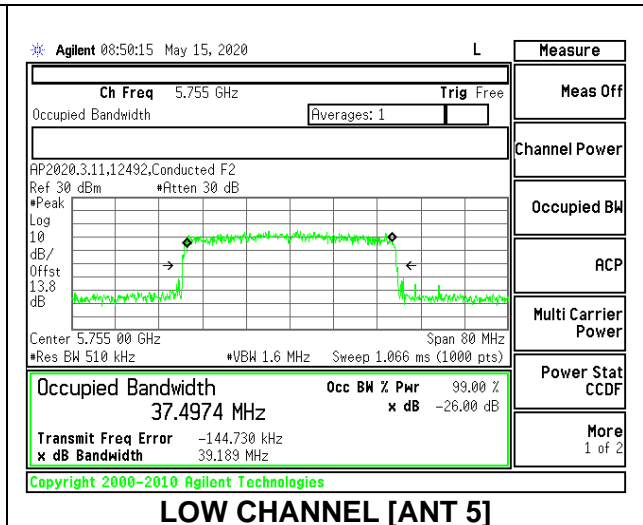 Agilent 08:50:15 May 15, 2020 L Measure
Ch Freq 5.755 GHz Trig Free
Meas Off
Occupied Bandwidth Averages: 1
Channel Power
AP2020.3.11,12492,Conducted F2
Ref 30 dBm #Atten 30 dB
#Peak
Occupied BW
Log
10
dB/
Offst
ACP
13.8
dB
Multi Carrier
Power
Center 5.755 00 GHz Span 80 MHz
#Res BW 510 kHz #VBW 1.6 MHz Sweep 1.066 ms (1000 pts)
Power Stat
CCDF
Occupied Bandwidth Occ BW % Pwr 99.00 %
37.4974 MHz x dB -26.00 dB
More
1 of 2
Transmit Freq Error -144.730 kHz
x dB Bandwidth 39.189 MHz
Copyright 2000-2010 Agilent Technologies
LOW CHANNEL [ANT 5]